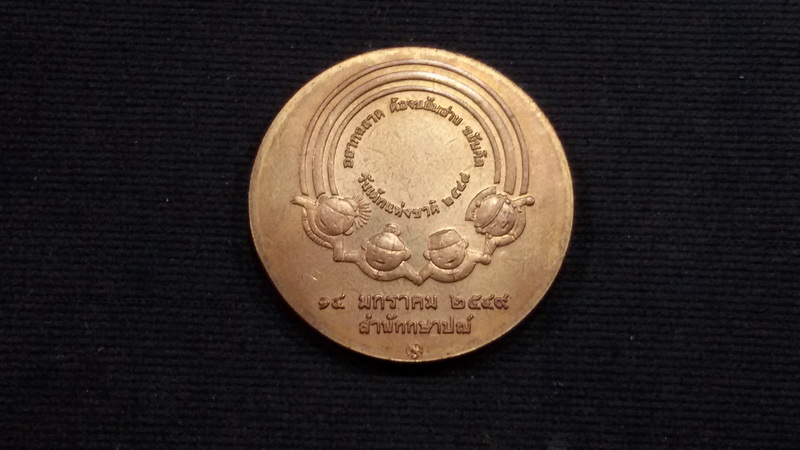 อยากฉลาด ต้องขยันอ่าน ขยันคิด
วันเด็กแห่งชาติ ๒๕๔๙
๑๔ มกราคม ๒๕๔๙
สำนักกษาปณ์